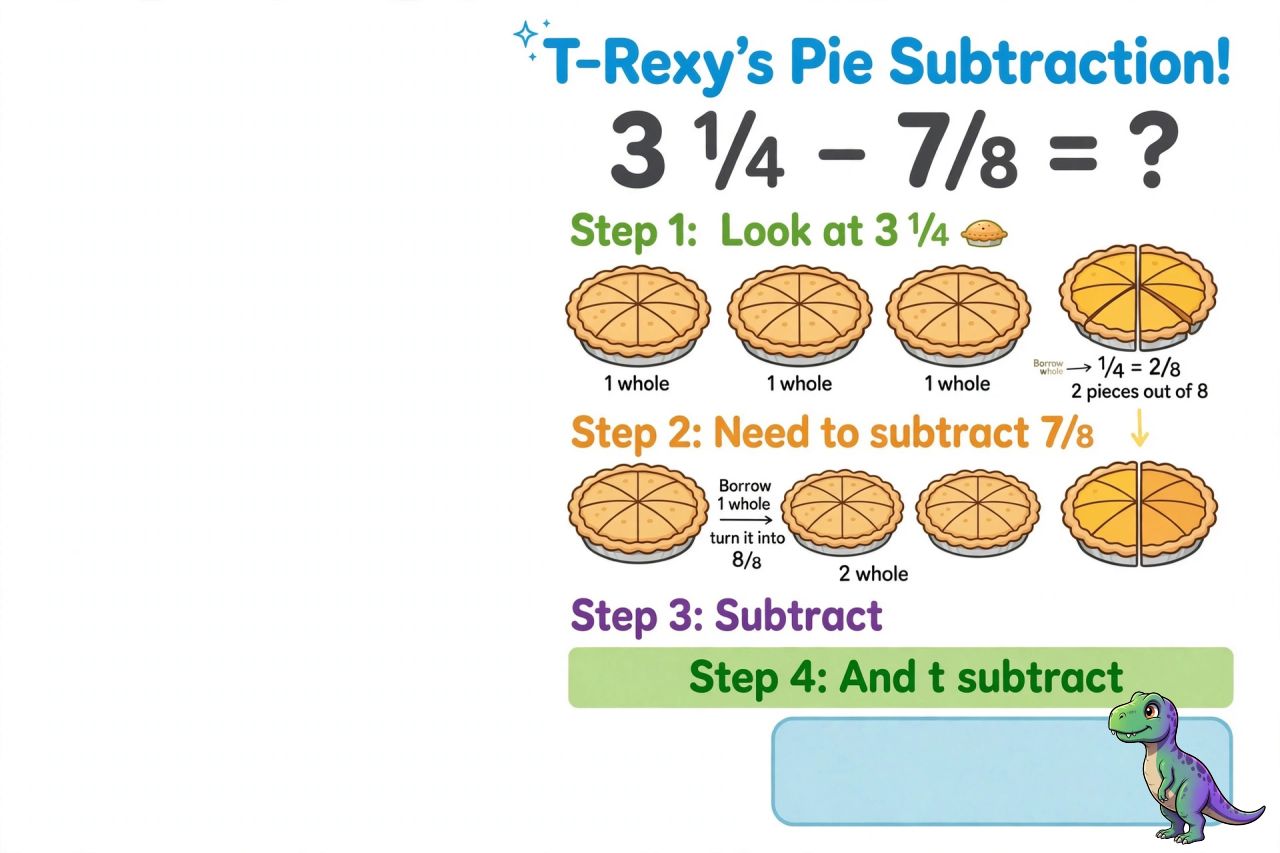 T-Rexy's Pie Subtraction!
3 1/4 – 7/8 = ?
Step 1: Look at 3 1/4
1 whole
1 whole
1 whole
Borrow
whole
→ 1/4 = 2/8
2 pieces out of 8
Step 2: Need to subtract 7/8
Borrow
1 whole
turn it into
8/8
2 whole
Step 3: Subtract
Step 4: And t subtract